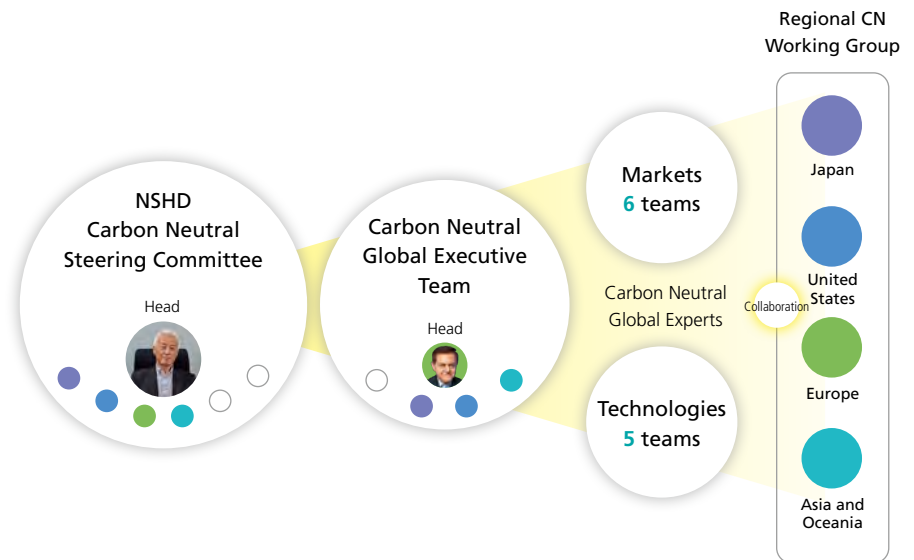 Regional CN
Working Group
NSHD
Carbon Neutral
Steering Committee
Head
Carbon Neutral
Global Executive
Team
Head
Markets
6 teams
Carbon Neutral
Global Experts
Technologies
5 teams
Collaboration
Japan
United
States
Europe
Asia and
Oceania